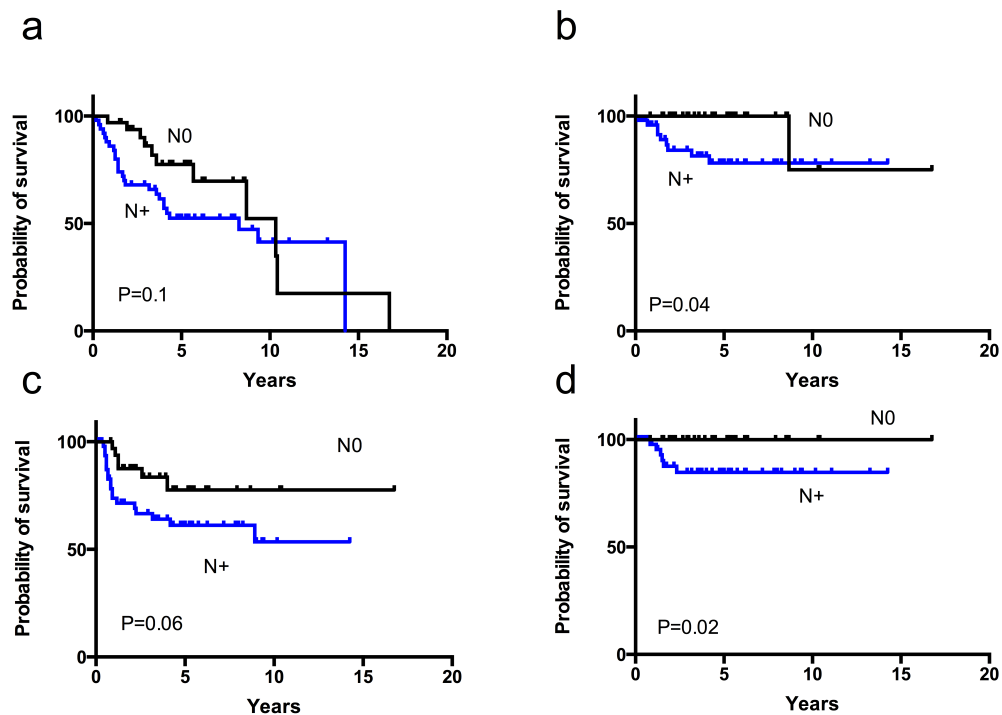 a
Probability of survival
100
50
0
N0
N+
P=0.1
0 5 10 15 20
Years
b
Probability of survival
100
50
0
N0
N+
P=0.04
0 5 10 15 20
Years
c
Probability of survival
100
50
0
N0
N+
P=0.06
0 5 10 15 20
Years
d
Probability of survival
100
50
0
N0
N+
P=0.02
0 5 10 15 20
Years